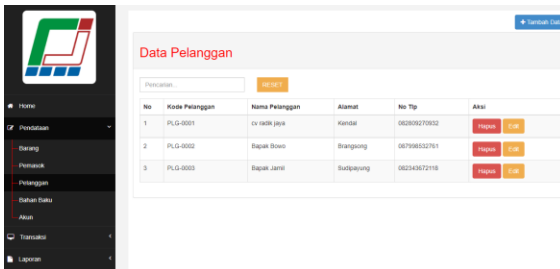 + Tambah Data
Data Pelanggan
Pencarian...
RESET
Home
Pendataan
Barang
Pemasok
Pelanggan
Bahan Baku
Akun
Transaksi
Laporan
No Kode Pelanggan Nama Pelanggan Alamat No Tlp Aksi
1 PLG-0001 cv radik jaya Kendal 082809270932 Hapus Edit
2 PLG-0002 Bapak Bowo Brangsong 087998532761 Hapus Edit
3 PLG-0003 Bapak Jamil Sudipayung 082343672118 Hapus Edit